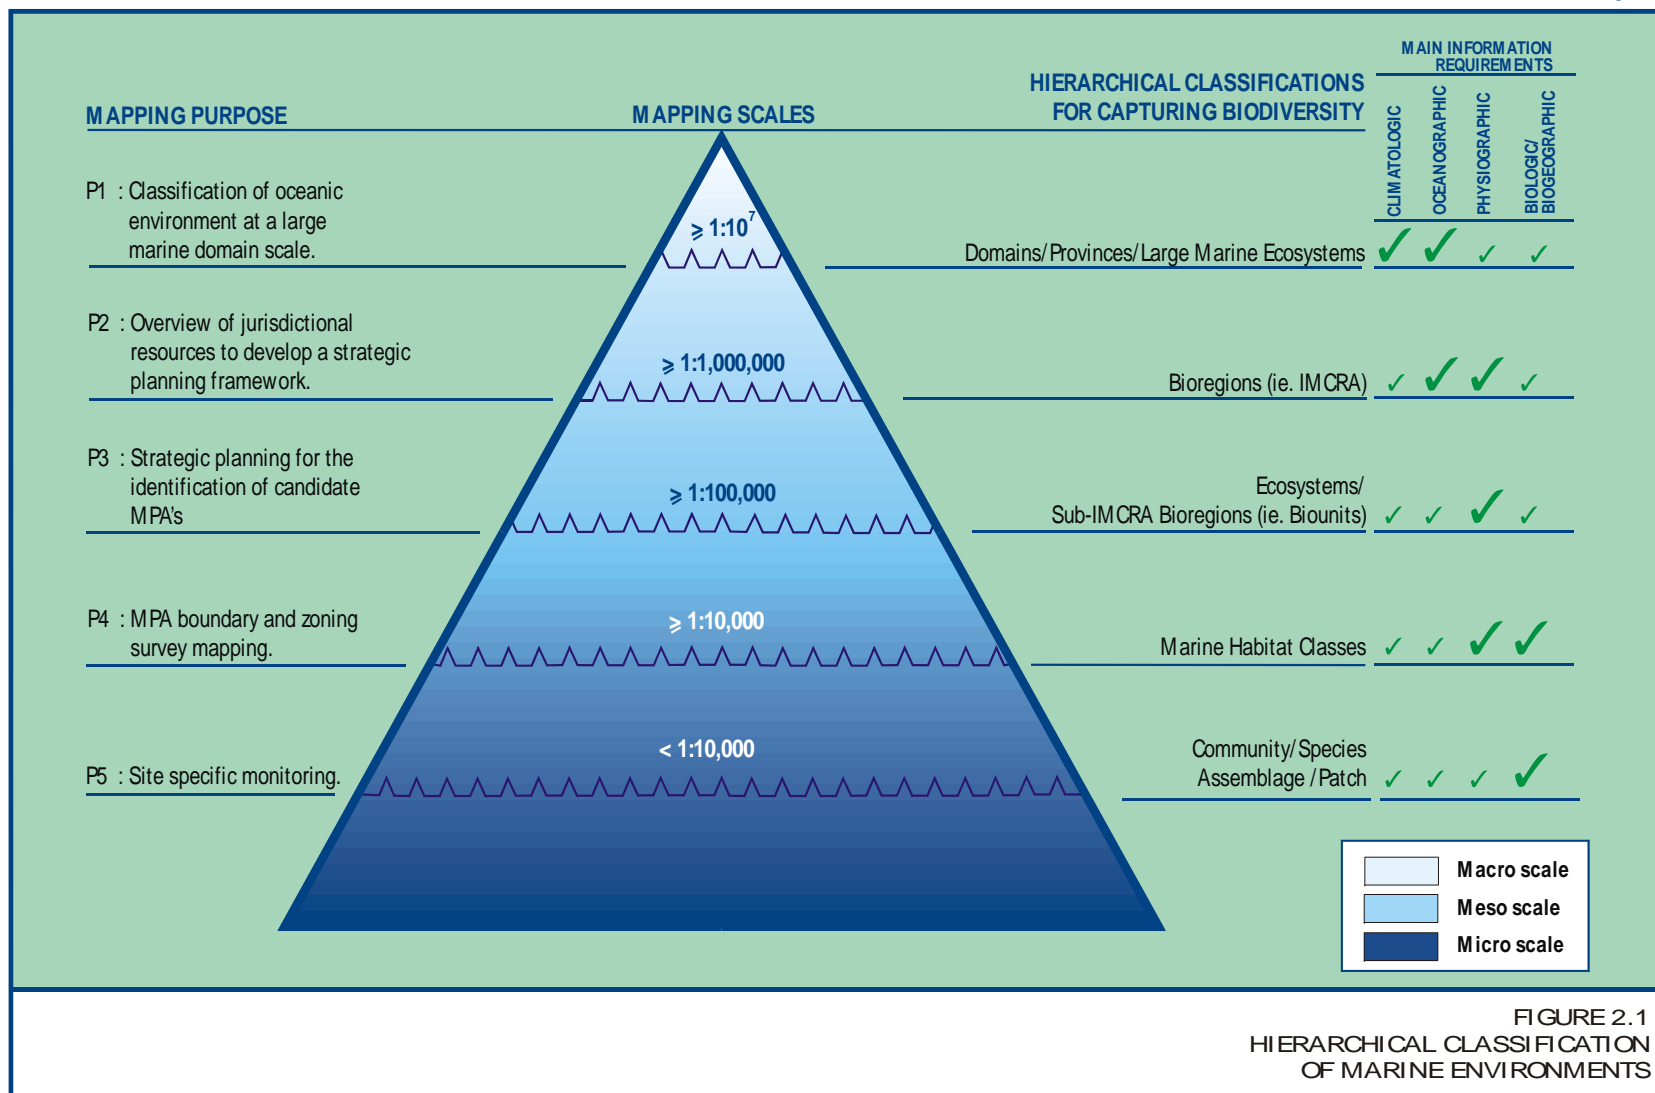 MAIN INFORMATION
REQUIREMENTS
HIERARCHICAL CLASSIFICATIONS
FOR CAPTURING BIODIVERSITY
MAPPING PURPOSE
MAPPING SCALES
CLIMATOLOGIC
OCEANOGRAPHIC
PHYSIOGRAPHIC
BIOLOGIC/
BIOGEOGRAPHIC
P1 : Classification of oceanic
environment at a large
marine domain scale.
⩾ 1:10⁷
Domains/Provinces/Large Marine Ecosystems ✓ ✓ ✓ ✓
P2 : Overview of jurisdictional
resources to develop a strategic
planning framework.
⩾ 1:1,000,000
Bioregions (ie. IMCRA) ✓ ✓ ✓ ✓
P3 : Strategic planning for the
identification of candidate
MPA's
⩾ 1:100,000
Ecosystems/
Sub-IMCRA Bioregions (ie. Biounits) ✓ ✓ ✓ ✓
P4 : MPA boundary and zoning
survey mapping.
⩾ 1:10,000
Marine Habitat Classes ✓ ✓ ✓ ✓
P5 : Site specific monitoring.
< 1:10,000
Community/Species
Assemblage /Patch ✓ ✓ ✓ ✓
Macro scale
Meso scale
Micro scale
FIGURE 2.1
HIERARCHICAL CLASSIFICATION
OF MARINE ENVIRONMENTS